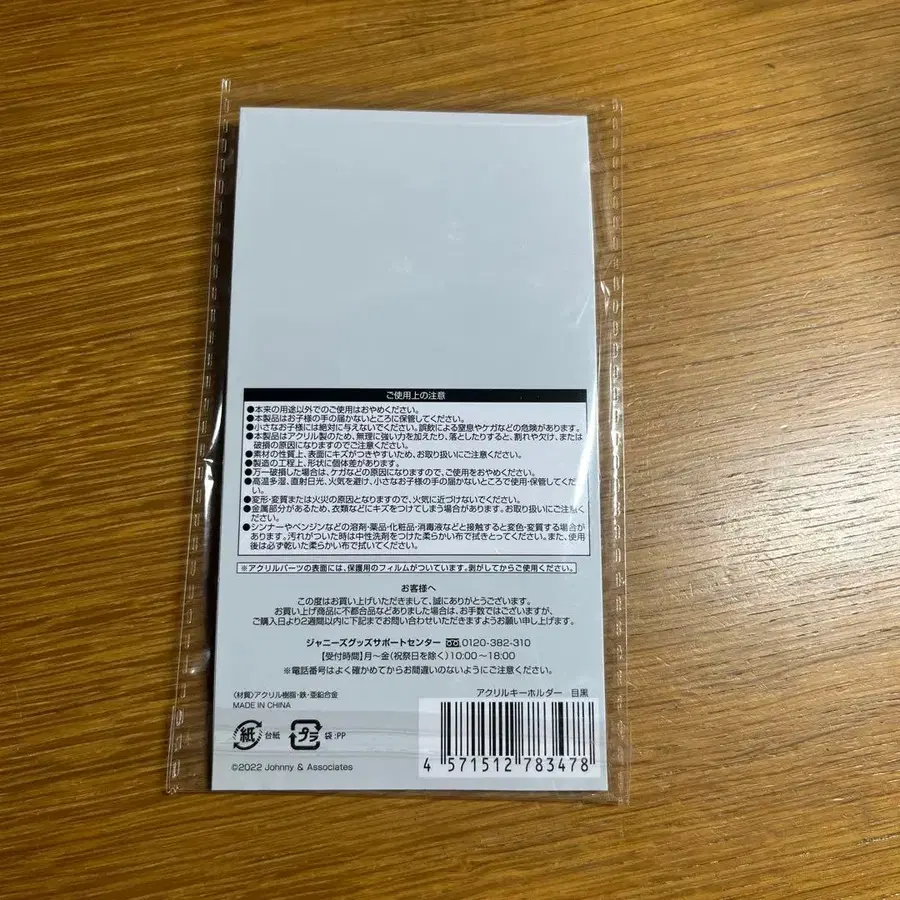 ご使用上の注意
●本来の用途以外でのご使用はおやめください。
●本製品はお子様の手の届かないところに保管してください。
●小さなお子様には絶対に与えないでください。誤飲による窒息やケガなどの危険があります。
●本製品はアクリル製のため、無理に強い力を加えたり、落としたりすると、割れや欠け、または
破損の原因になりますのでご注意ください。
●素材の性質上、表面にキズがつきやすいため、お取り扱いにご注意ください。
●製造の工程上、形状に個体差があります。
●万一破損した場合は、ケガなどの原因になりますので、ご使用をおやめください。
●高温多湿、直射日光、火気を避け、小さなお子様の手の届かないところで使用・保管してくださ
い。
●変形・変質または火災の原因となりますので、火気に近づけないでください。
●金属部分があるため、衣類などにキズをつけてしまう場合があります。お取り扱いにご注意く
ださい。
●シンナーやベンジンなどの溶剤・薬品・化粧品・消毒液などと接触すると変色・変質する場合が
あります。汚れがついた時は中性洗剤をつけた柔らかい布で拭きとってください。また、使用
後は必ず乾いた柔らかい布で拭いてください。
※アクリルパーツの表面には、保護用のフィルムがついています。剥がしてからご使用ください。
お客様へ
この度はお買い上げいただきまして、誠にありがとうございます。
お買い上げ商品に不都合品などありました場合は、お手数ではございますが、
ご購入日より2週間以内に下記までお問い合わせいただきますようお願い申し上げます。
ジャニーズグッズサポートセンター 0120-382-310
【受付時間】月〜金(祝祭日を除く)10:00〜18:00
※電話番号はよく確かめてからお間違いのないようにご注意ください。
アクリルキーホルダー 目黒
〈材質〉アクリル樹脂・鉄・亜鉛合金
MADE IN CHINA
紙 台紙 プラ 袋:PP
©2022 Johnny & Associates
4 571512 783478